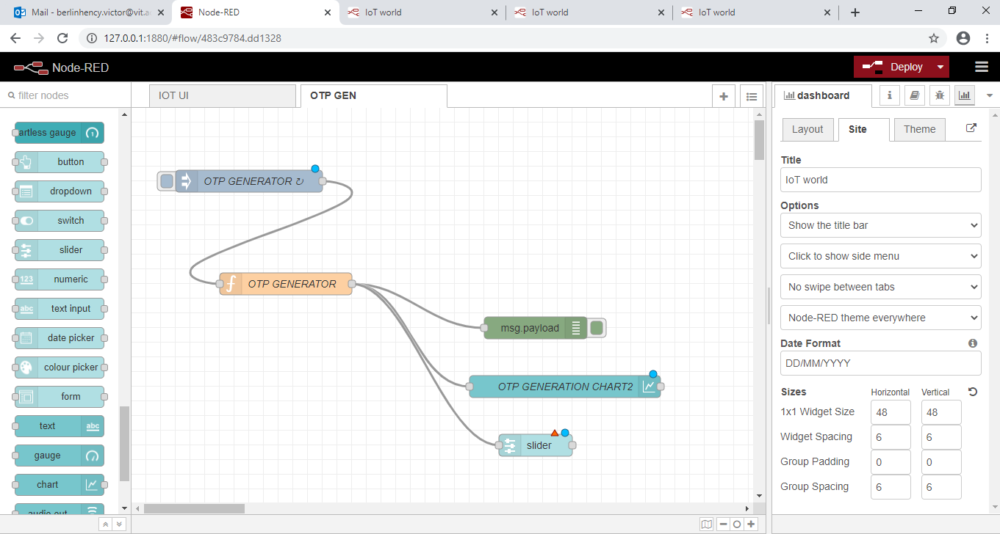 Mail - berlinhency.victor@vit.a
Node-RED
IoT world
IoT world
IoT world
127.0.0.1:1880/#flow/483c9784.dd1328
Node-RED
Deploy
filter nodes
IOT UI
OTP GEN
dashboard
i
artless gauge
button
dropdown
switch
slider
123 numeric
abc text input
date picker
colour picker
form
text abc
gauge
chart
audio out
OTP GENERATOR ↻
f OTP GENERATOR
msg.payload
OTP GENERATION CHART2
slider
Layout
Site
Theme
Title
IoT world
Options
Show the title bar
Click to show side menu
No swipe between tabs
Node-RED theme everywhere
Date Format
DD/MM/YYYY
Sizes Horizontal Vertical
1x1 Widget Size 48 48
Widget Spacing 6 6
Group Padding 0 0
Group Spacing 6 6